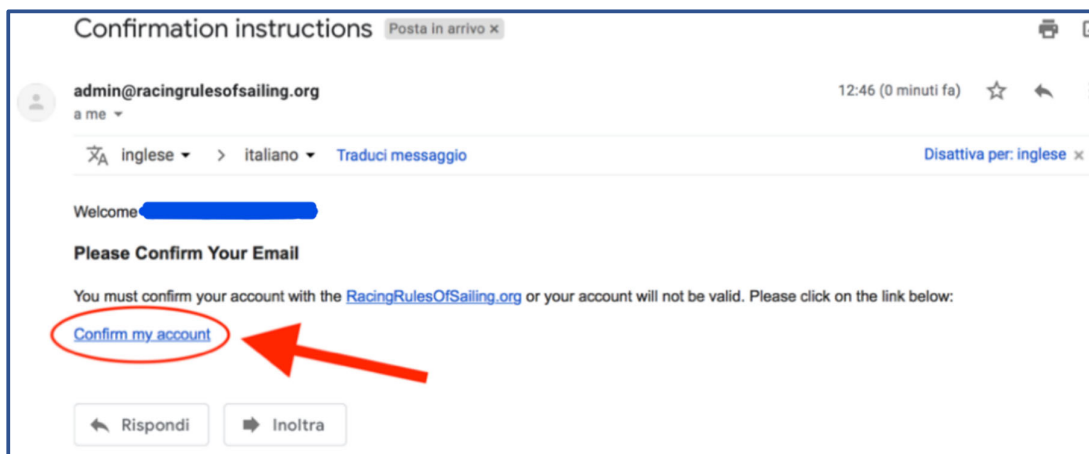 Confirmation instructions Posta in arrivo ×
admin@racingrulesofsailing.org 12:46 (0 minuti fa)
a me
inglese > italiano Traduci messaggio Disattiva per: inglese ×
Welcome
Please Confirm Your Email
You must confirm your account with the RacingRulesOfSailing.org or your account will not be valid. Please click on the link below:
Confirm my account
Rispondi Inoltra